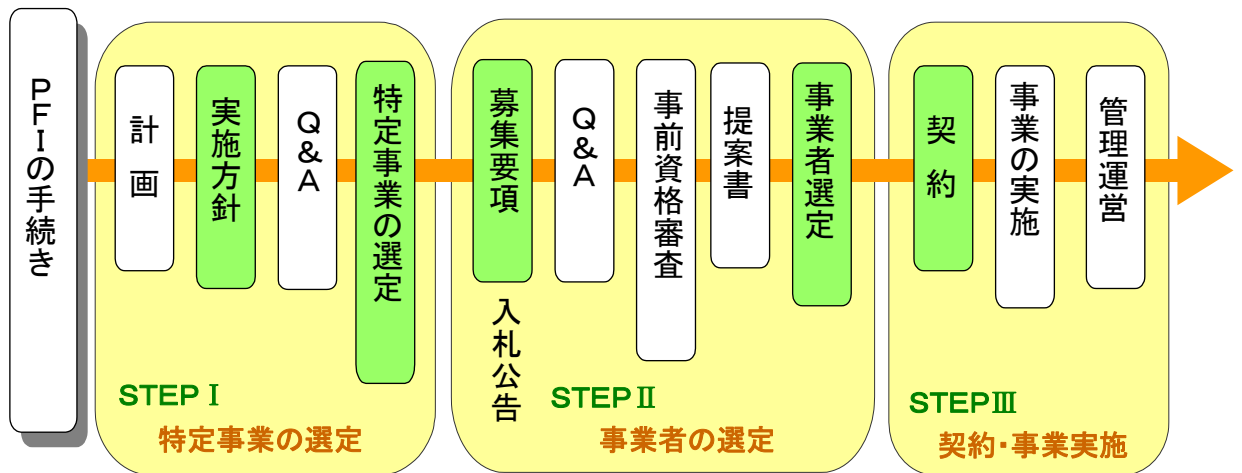 PFIの手続き
計画
実施方針
Q&A
特定事業の選定
STEPⅠ
特定事業の選定
募集要項
入札公告
Q&A
事前資格審査
提案書
事業者選定
STEPⅡ
事業者の選定
契約
事業の実施
管理運営
STEPⅢ
契約・事業実施